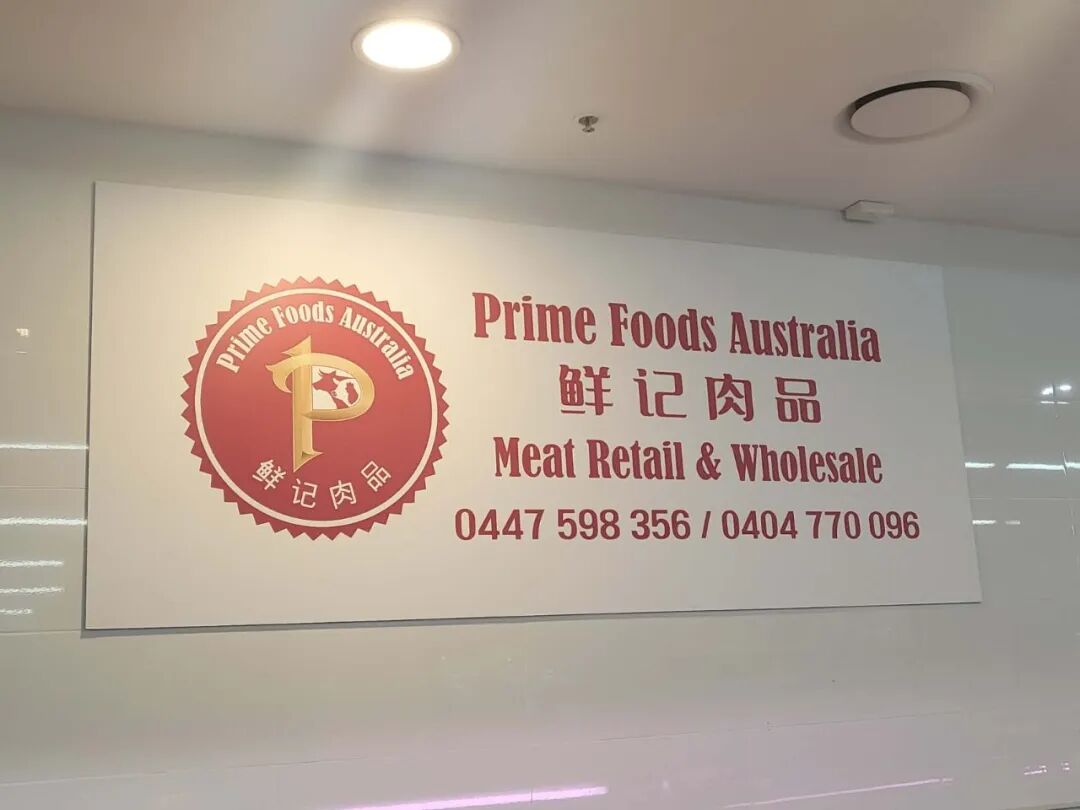 Prime Foods Australia
P
鲜记肉品
Prime Foods Australia
鲜记肉品
Meat Retail & Wholesale
0447 598 356 / 0404 770 096